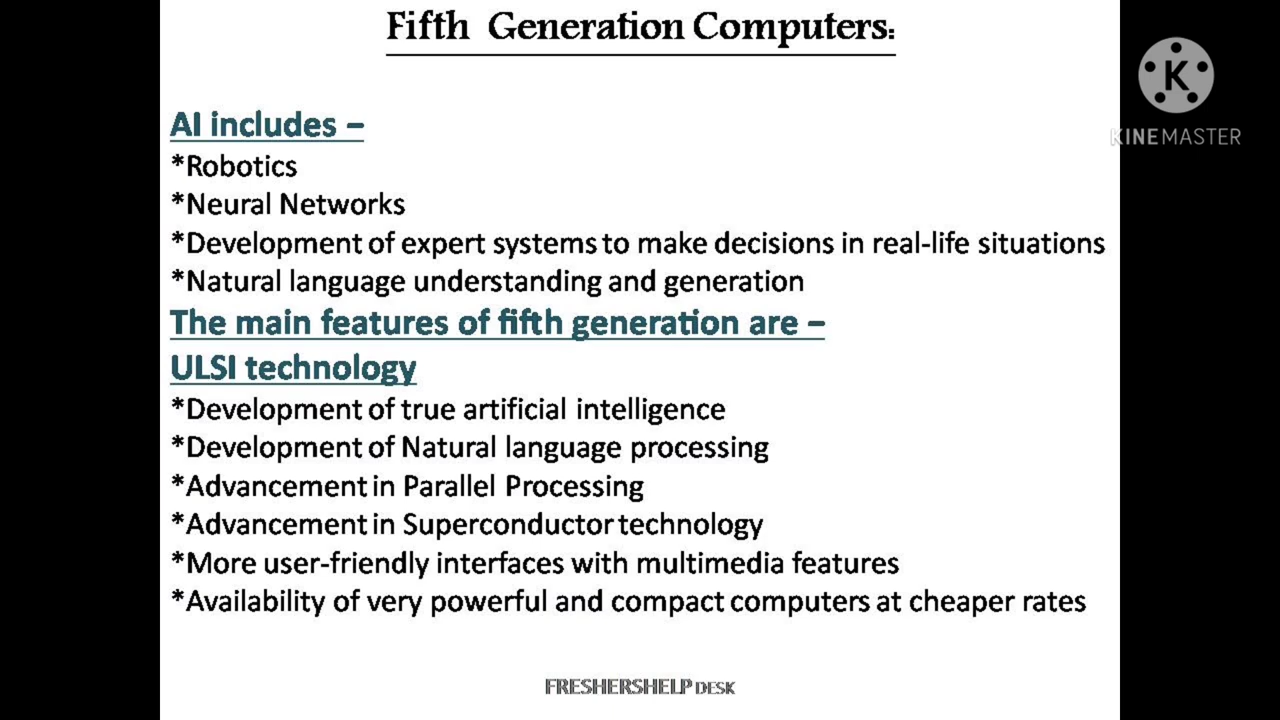 Fifth Generation Computers:
K
KINEMASTER
AI includes –
*Robotics
*Neural Networks
*Development of expert systems to make decisions in real-life situations
*Natural language understanding and generation
The main features of fifth generation are –
ULSI technology
*Development of true artificial intelligence
*Development of Natural language processing
*Advancement in Parallel Processing
*Advancement in Superconductor technology
*More user-friendly interfaces with multimedia features
*Availability of very powerful and compact computers at cheaper rates
FRESHERSHELP DESK